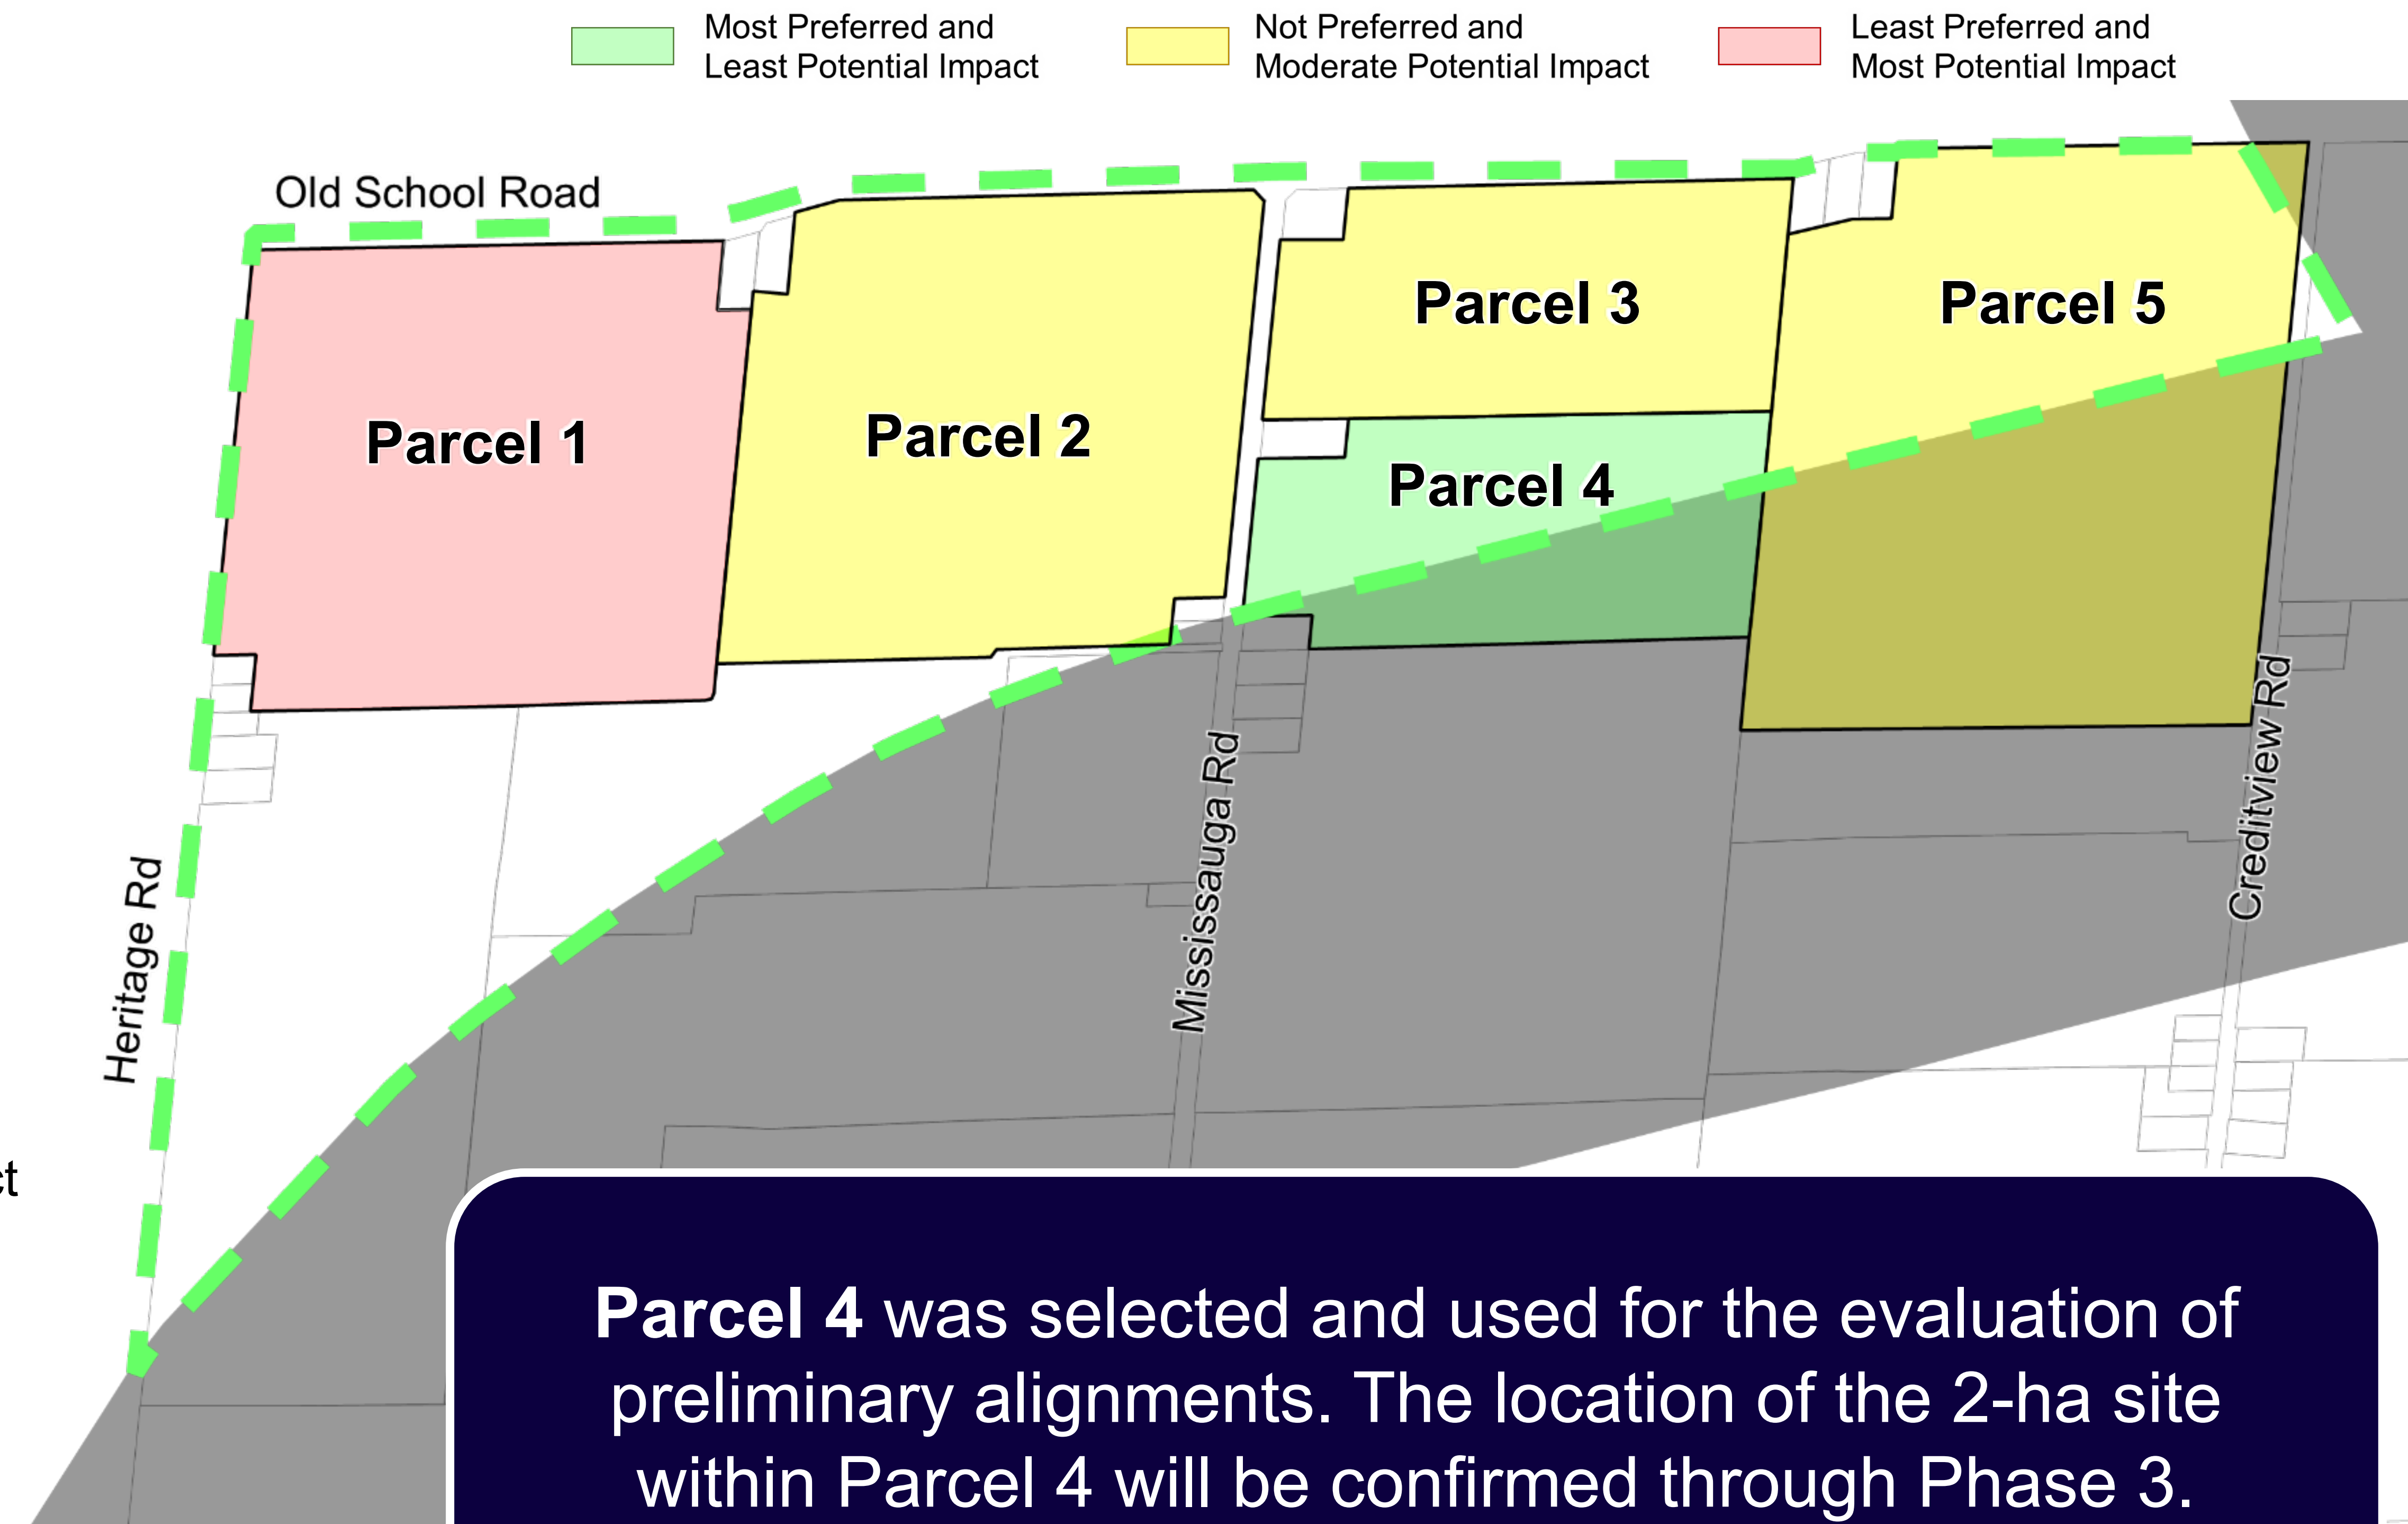 Most Preferred and
Least Potential Impact
Not Preferred and
Moderate Potential Impact
Least Preferred and
Most Potential Impact
Old School Road
Parcel 1
Parcel 2
Parcel 3
Parcel 4
Parcel 5
Heritage Rd
Mississauga Rd
Creditview Rd
Parcel 4 was selected and used for the evaluation of
preliminary alignments. The location of the 2-ha site
within Parcel 4 will be confirmed through Phase 3.